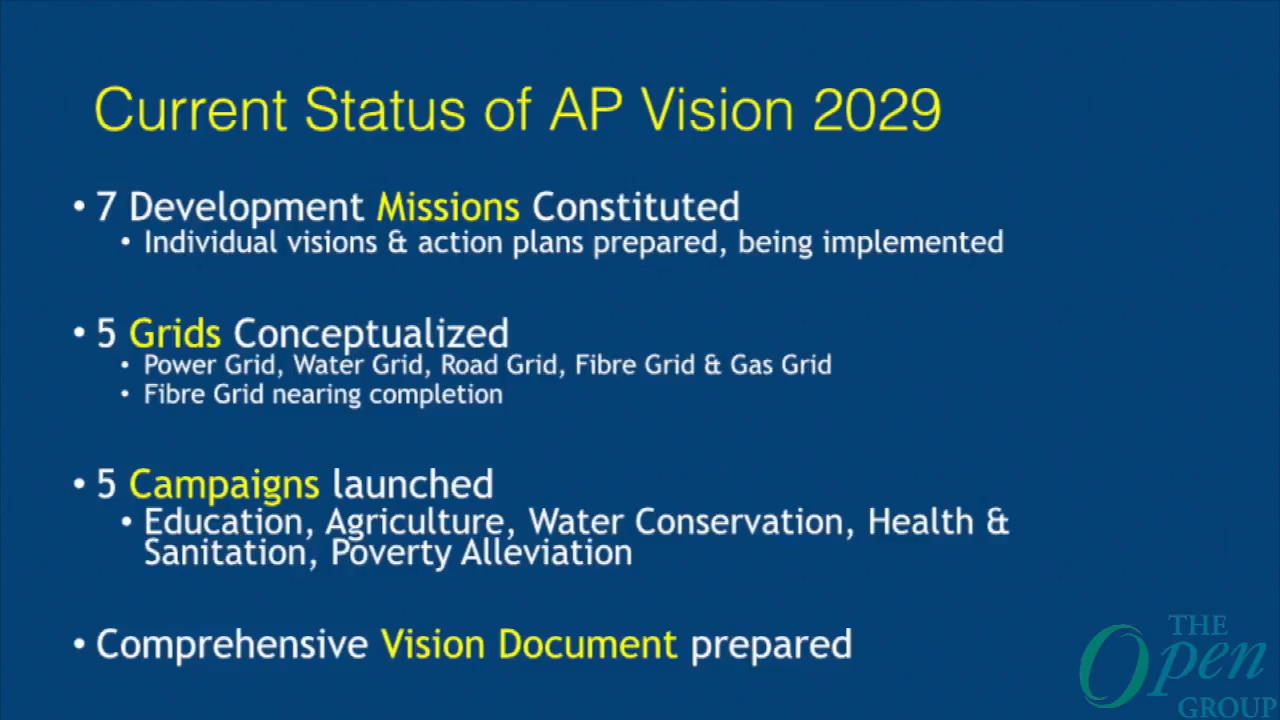 Current Status of AP Vision 2029
• 7 Development Missions Constituted
• Individual visions & action plans prepared, being implemented
• 5 Grids Conceptualized
• Power Grid, Water Grid, Road Grid, Fibre Grid & Gas Grid
• Fibre Grid nearing completion
• 5 Campaigns launched
• Education, Agriculture, Water Conservation, Health &
Sanitation, Poverty Alleviation
• Comprehensive Vision Document prepared
THE
Open
GROUP